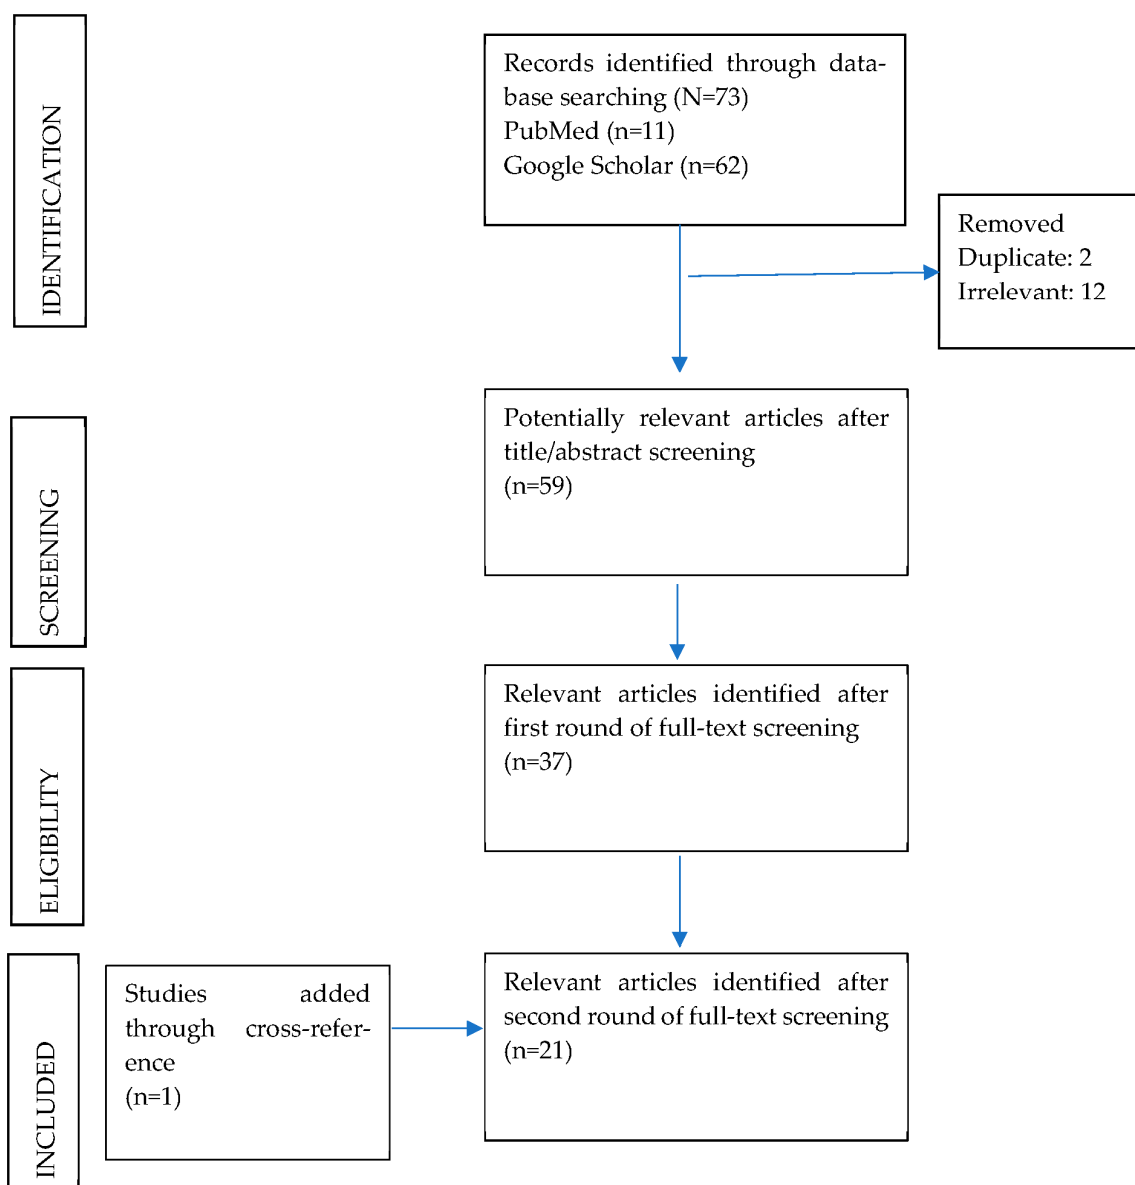 IDENTIFICATION
Records identified through data-
base searching (N=73)
PubMed (n=11)
Google Scholar (n=62)
Removed
Duplicate: 2
Irrelevant: 12
SCREENING
Potentially relevant articles after
title/abstract screening
(n=59)
ELIGIBILITY
Relevant articles identified after
first round of full-text screening
(n=37)
INCLUDED
Studies added
through cross-refer-
ence
(n=1)
Relevant articles identified after
second round of full-text screening
(n=21)